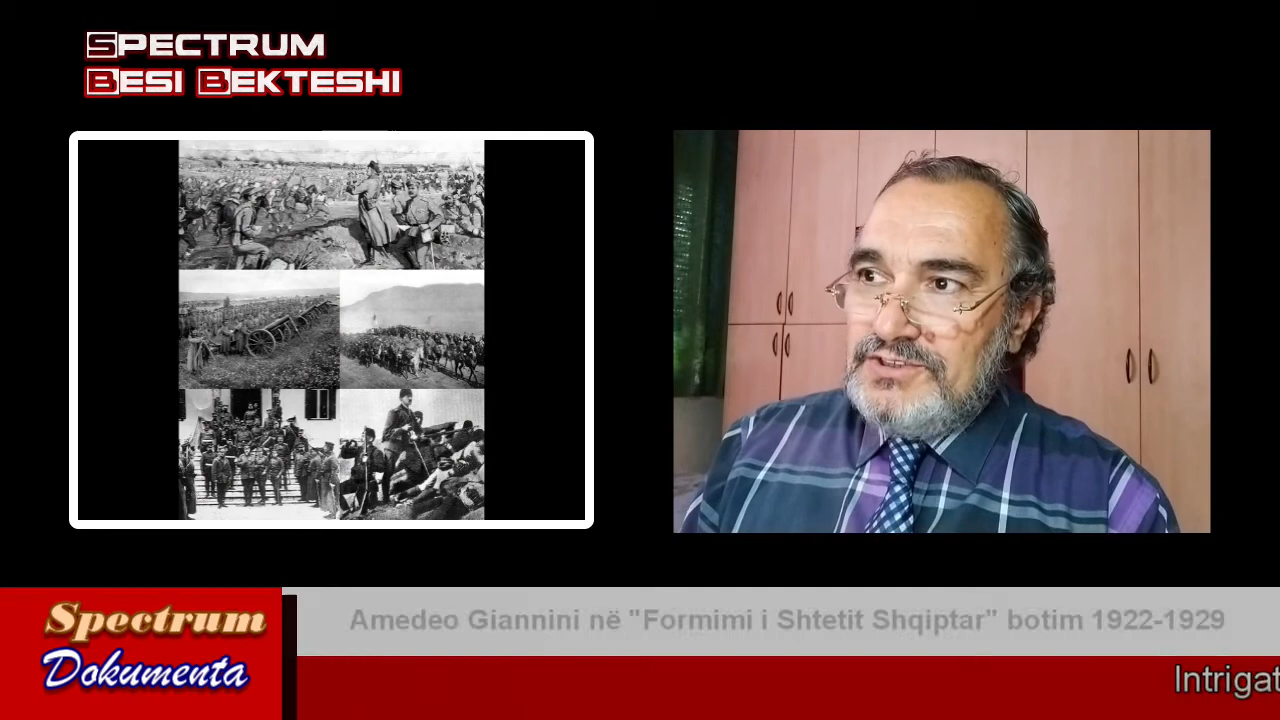 SPECTRUM
BESI BEKTESHI
Spectrum
Dokumenta
Amedeo Giannini në "Formimi i Shtetit Shqiptar" botim 1922-1929
Intrigat